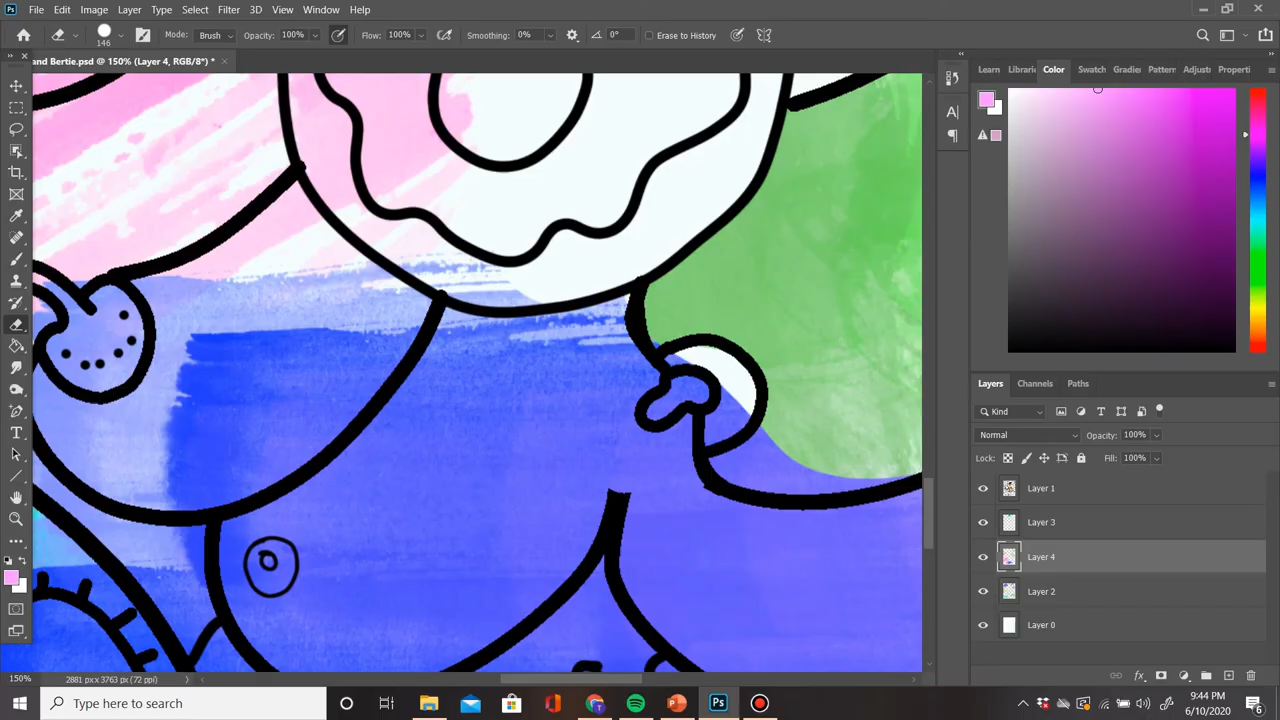 Ps File Edit Image Layer Type Select Filter 3D View Window Help
146 Mode: Brush Opacity: 100% Flow: 100% Smoothing: 0% 0° Erase to History
and Bertie.psd @ 150% (Layer 4, RGB/8*) *
Learn Librari Color Swatch Gradie Pattern Adjust Properti
Layers Channels Paths
Kind
Normal Opacity: 100%
Lock: Fill: 100%
Layer 1
Layer 3
Layer 4
Layer 2
Layer 0
150% 2881 px x 3763 px (72 ppi)
Type here to search
9:44 PM
6/10/2020
6